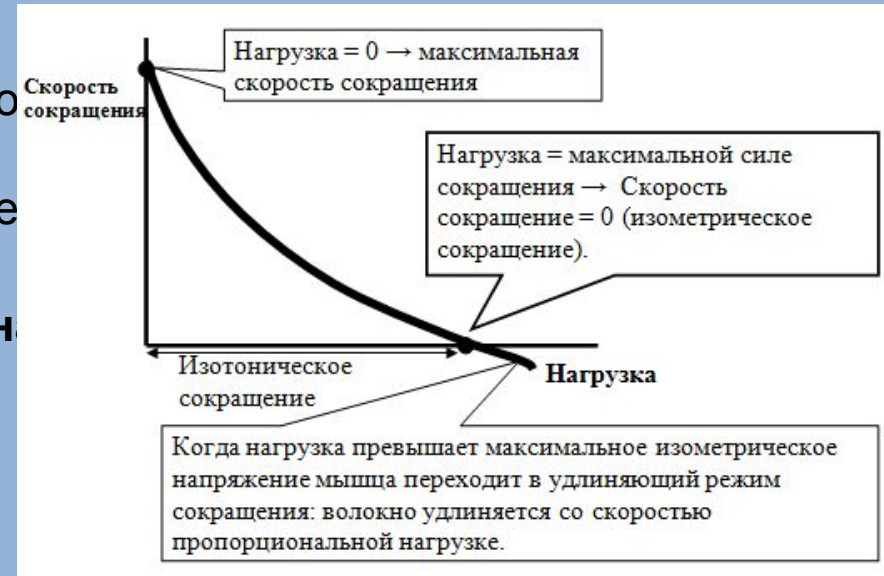 Нагрузка = 0 → максимальная
скорость сокращения
Скорость
сокращения
Нагрузка = максимальной силе
сокращения → Скорость
сокращение = 0 (изометрическое
сокращение).
Изотоническое
сокращение
Нагрузка
Когда нагрузка превышает максимальное изометрическое
напряжение мышца переходит в удлиняющий режим
сокращения: волокно удлиняется со скоростью
пропорциональной нагрузке.